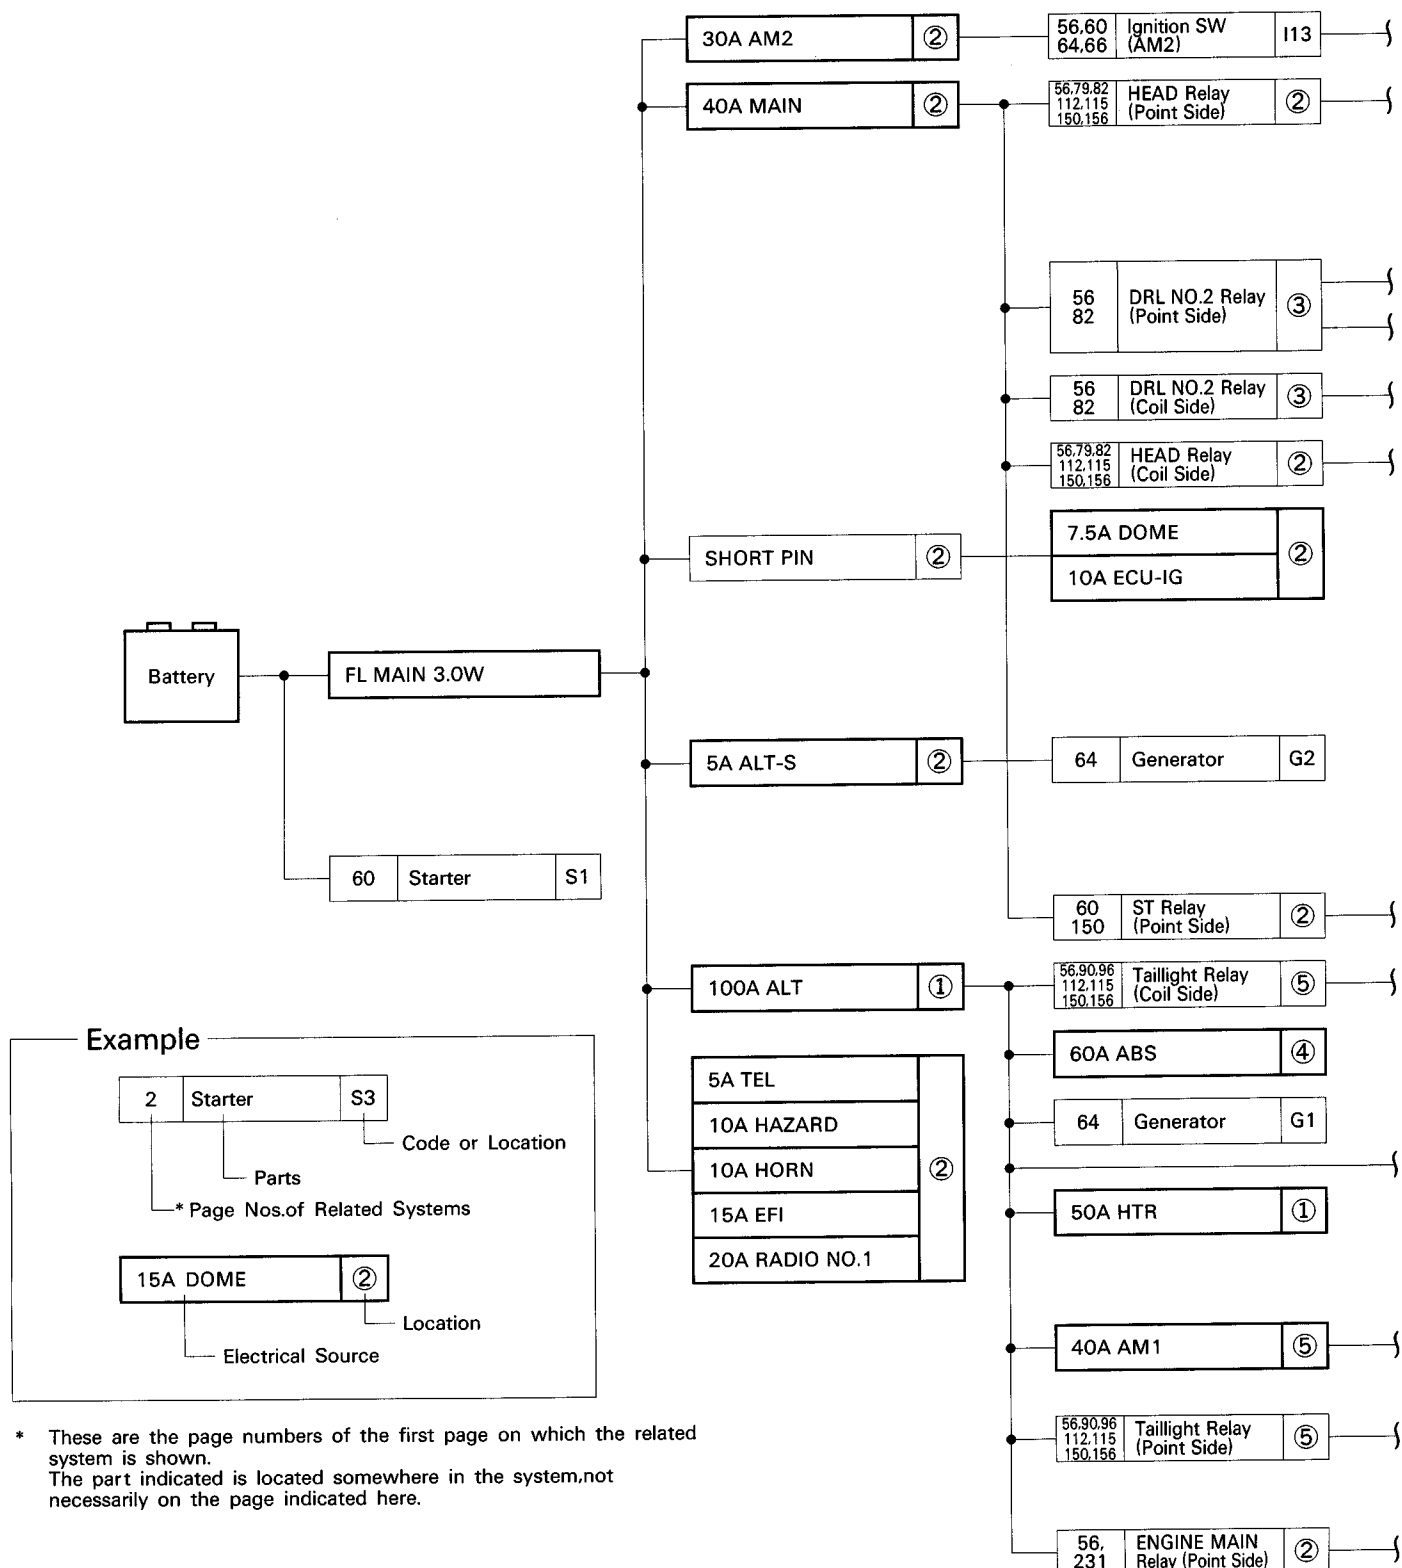 30A AM2
②
56,60
64,66
Ignition SW
(AM2)
I13
40A MAIN
②
56,79,82
112,115
150,156
HEAD Relay
(Point Side)
②
56
82
DRL NO.2 Relay
(Point Side)
③
56
82
DRL NO.2 Relay
(Coil Side)
③
56,79,82
112,115
150,156
HEAD Relay
(Coil Side)
②
SHORT PIN
②
7.5A DOME
10A ECU-IG
②
Battery
FL MAIN 3.0W
5A ALT-S
②
64
Generator
G2
60
Starter
S1
60
150
ST Relay
(Point Side)
②
100A ALT
①
56,90,96
112,115
150,156
Taillight Relay
(Coil Side)
⑤
60A ABS
④
5A TEL
10A HAZARD
10A HORN
15A EFI
20A RADIO NO.1
②
64
Generator
G1
50A HTR
①
40A AM1
⑤
56,90,96
112,115
150,156
Taillight Relay
(Point Side)
⑤
56,
231
ENGINE MAIN
Relay (Point Side)
②
Example
2
Starter
S3
Code or Location
Parts
* Page Nos.of Related Systems
15A DOME
②
Location
Electrical Source
* These are the page numbers of the first page on which the related
system is shown.
The part indicated is located somewhere in the system,not
necessarily on the page indicated here.